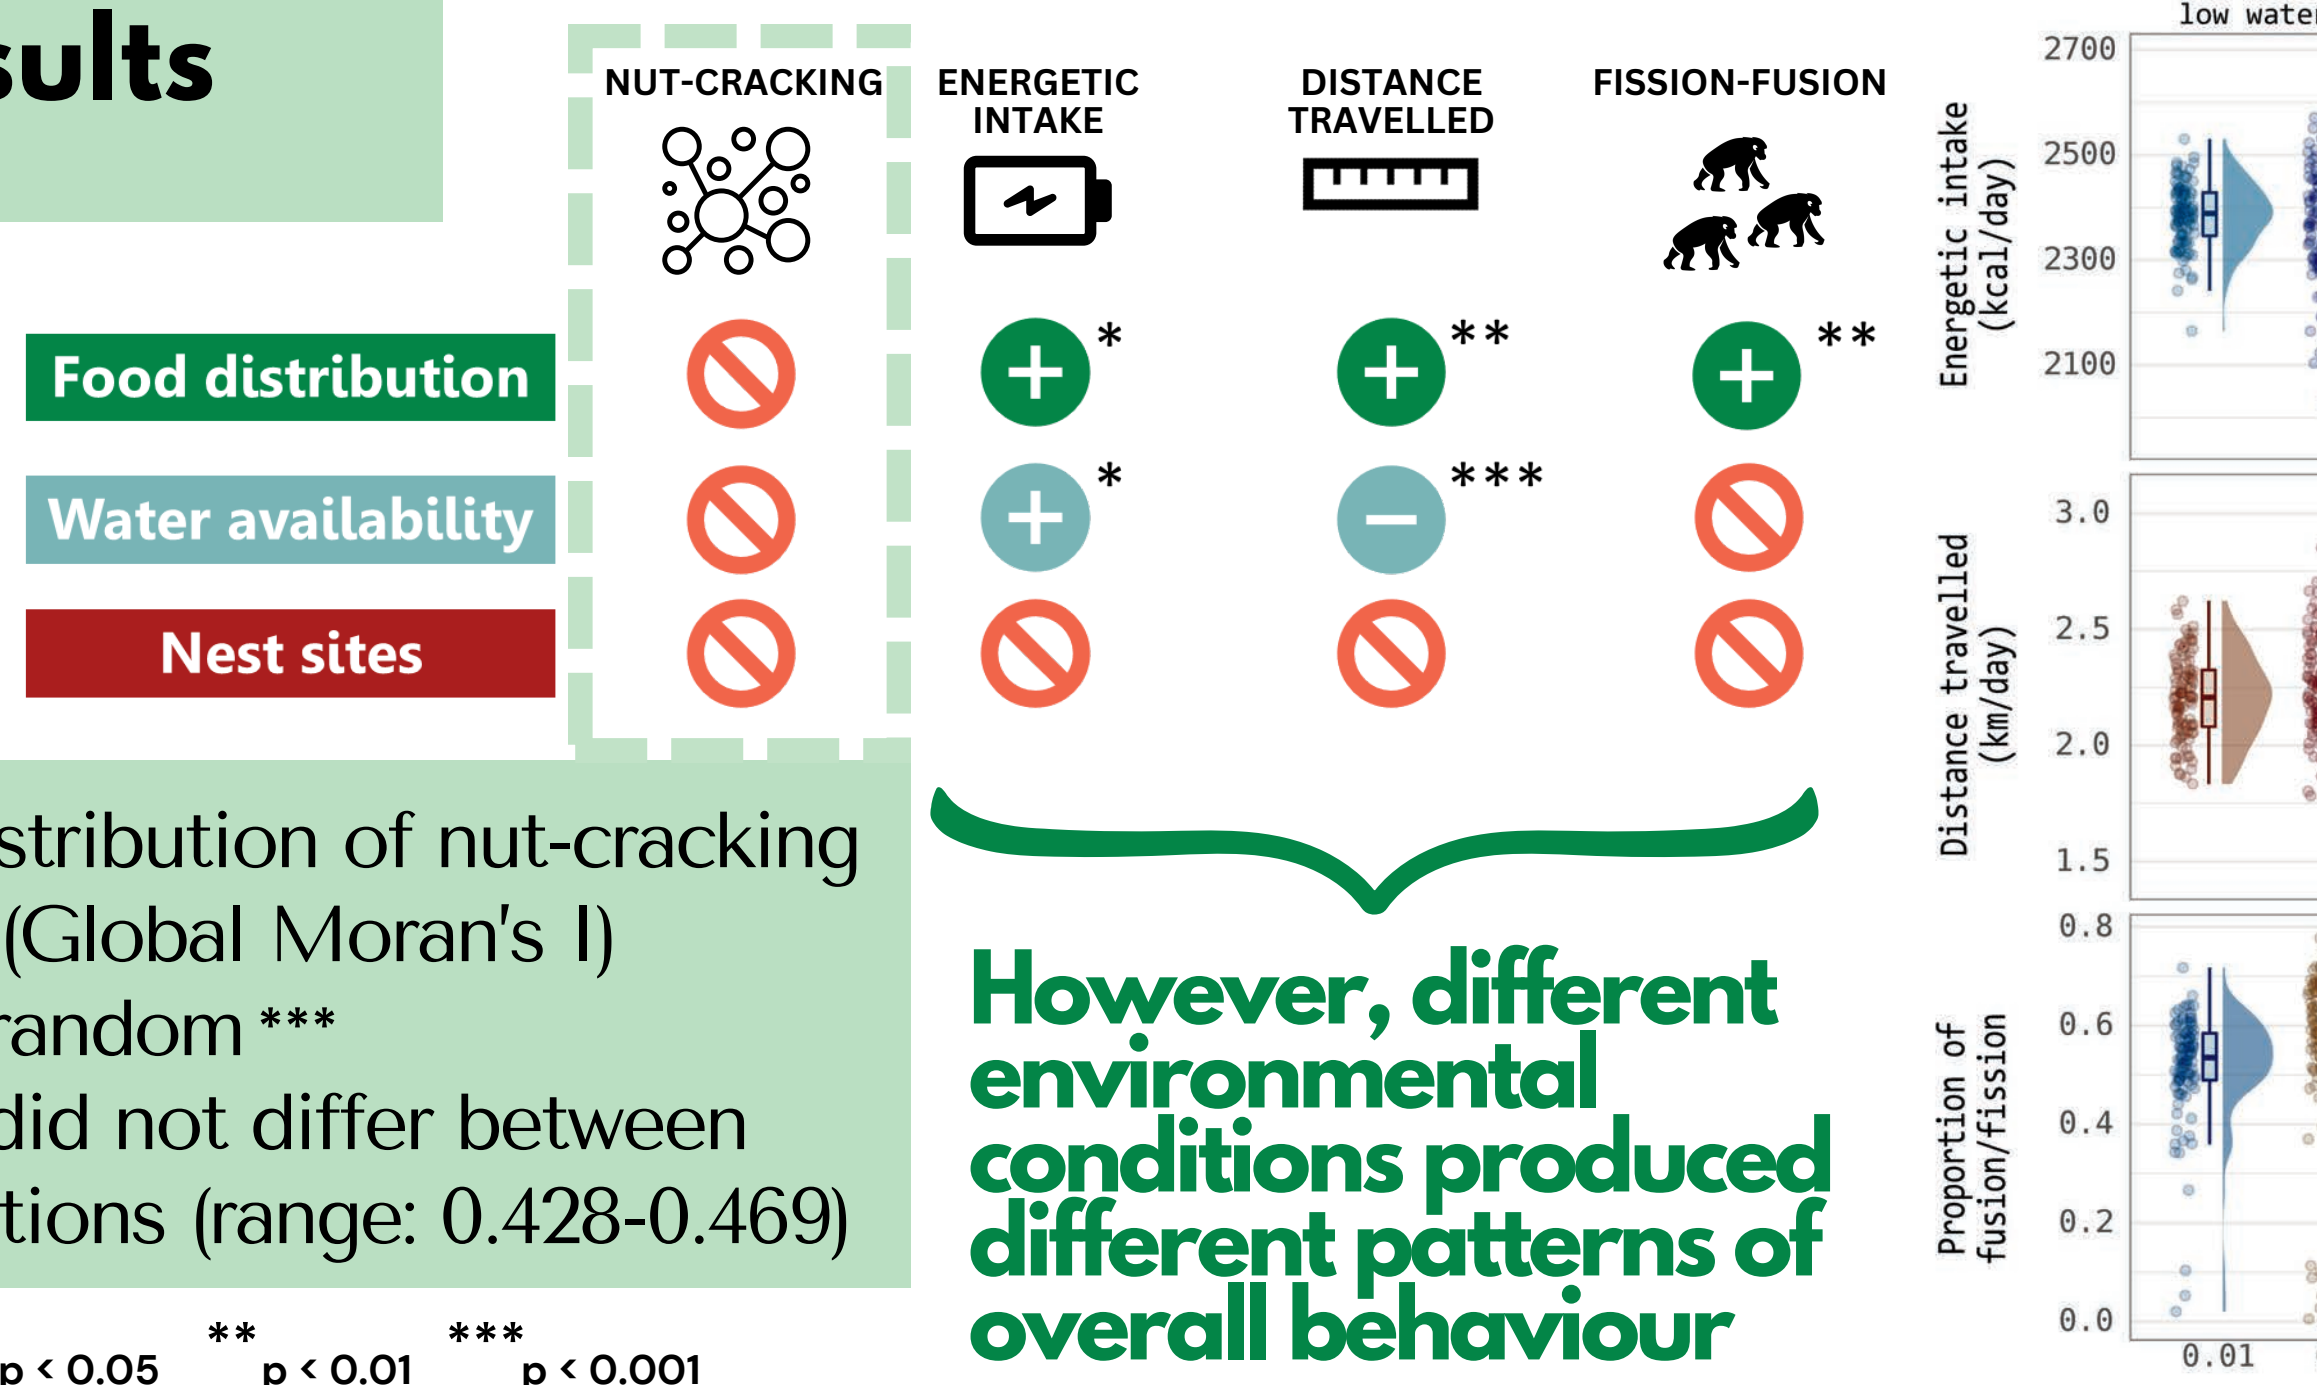 NUT-CRACKING
ENERGETIC
INTAKE
DISTANCE
TRAVELLED
FISSION-FUSION
Food distribution
*
**
**
Water availability
*
***
Nest sites
of nut-cracking
(Global Moran's I)
random ***
did not differ between
(range: 0.428-0.469)
**
***
p < 0.05
p < 0.01
p < 0.001
However, different
environmental
conditions produced
different patterns of
overall behaviour
low water
Energetic intake
(kcal/day)
2700
2500
2300
2100
Distance travelled
(km/day)
3.0
2.5
2.0
1.5
Proportion of
fusion/fission
0.8
0.6
0.4
0.2
0.0
0.01